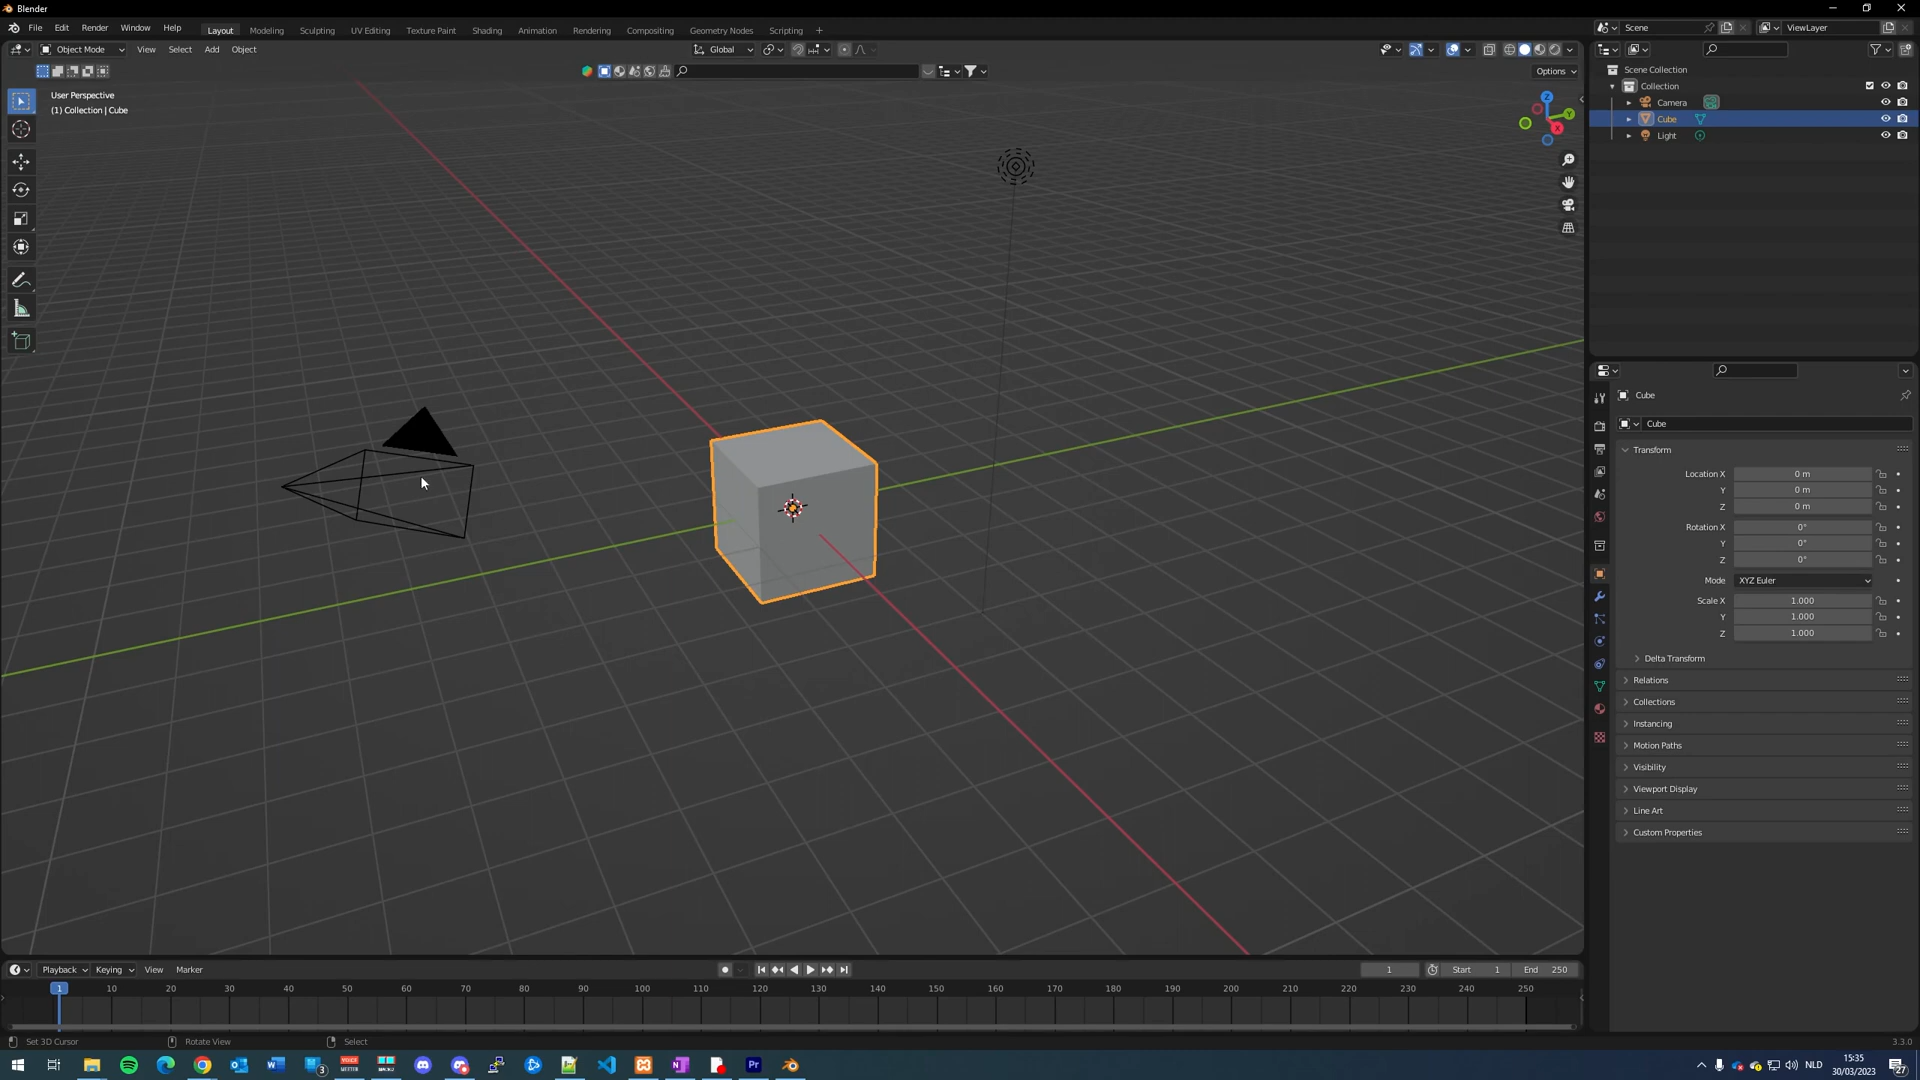 Blender
File Edit Render Window Help Layout Modeling Sculpting UV Editing Texture Paint Shading Animation Rendering Compositing Geometry Nodes Scripting + Scene ViewLayer
Object Mode View Select Add Object Global
Options
User Perspective
(1) Collection | Cube
Z
Y
X
Scene Collection
Collection
Camera
Cube
Light
Cube
Cube
Transform
Location X 0 m
Y 0 m
Z 0 m
Rotation X 0°
Y 0°
Z 0°
Mode XYZ Euler
Scale X 1.000
Y 1.000
Z 1.000
Delta Transform
Relations
Collections
Instancing
Motion Paths
Visibility
Viewport Display
Line Art
Custom Properties
Playback Keying View Marker 1 Start 1 End 250
1 10 20 30 40 50 60 70 80 90 100 110 120 130 140 150 160 170 180 190 200 210 220 230 240 250
Set 3D Cursor Rotate View Select 3.3.0
3 Pr NLD 15:35
30/03/2023 27